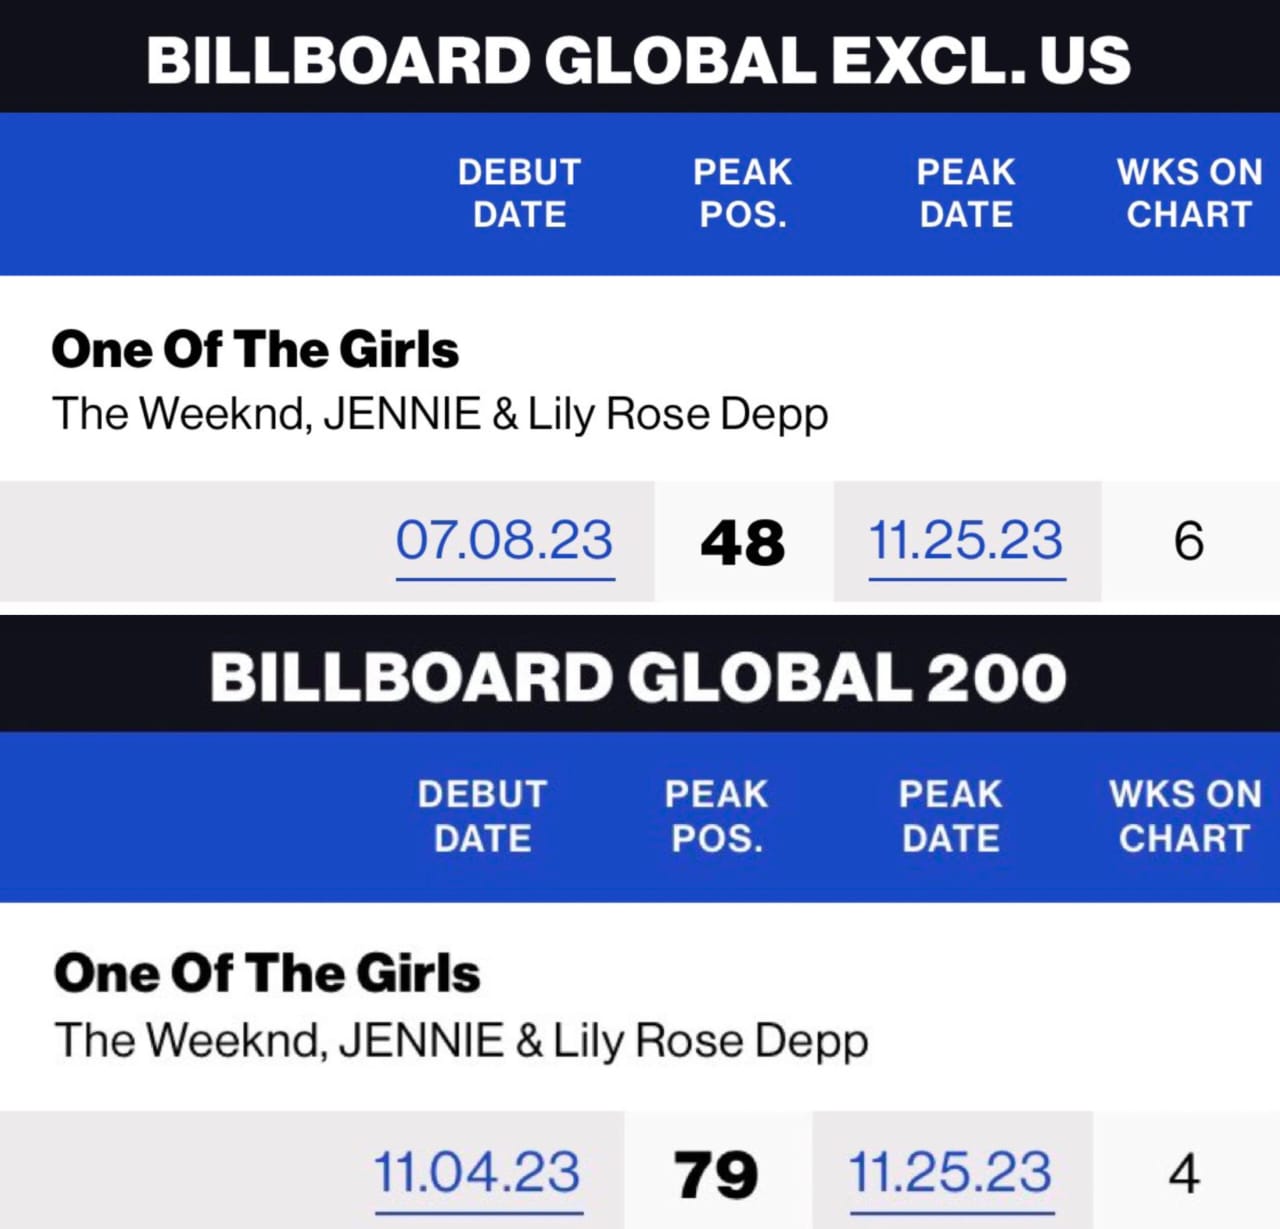 BILLBOARD GLOBAL EXCL. US
DEBUT DATE PEAK POS. PEAK DATE WKS ON CHART
One Of The Girls
The Weeknd, JENNIE & Lily Rose Depp
07.08.23 48 11.25.23 6
BILLBOARD GLOBAL 200
DEBUT DATE PEAK POS. PEAK DATE WKS ON CHART
One Of The Girls
The Weeknd, JENNIE & Lily Rose Depp
11.04.23 79 11.25.23 4